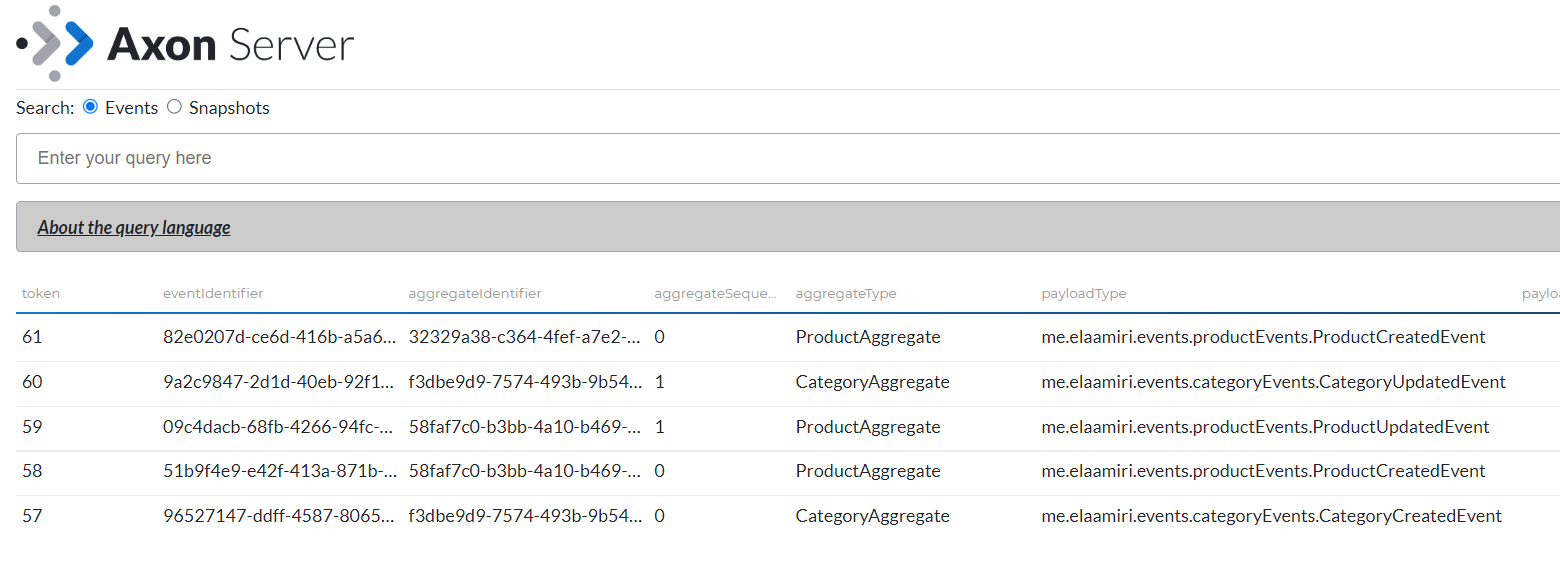 Axon Server
Search: Events Snapshots
Enter your query here
About the query language
token eventIdentifier aggregateIdentifier aggregateSeque... aggregateType payloadType payloa
61 82e0207d-ce6d-416b-a5a6... 32329a38-c364-4fef-a7e2-... 0 ProductAggregate me.elaamiri.events.productEvents.ProductCreatedEvent
60 9a2c9847-2d1d-40eb-92f1... f3dbe9d9-7574-493b-9b54... 1 CategoryAggregate me.elaamiri.events.categoryEvents.CategoryUpdatedEvent
59 09c4dacb-68fb-4266-94fc-... 58faf7c0-b3bb-4a10-b469-... 1 ProductAggregate me.elaamiri.events.productEvents.ProductUpdatedEvent
58 51b9f4e9-e42f-413a-871b-... 58faf7c0-b3bb-4a10-b469-... 0 ProductAggregate me.elaamiri.events.productEvents.ProductCreatedEvent
57 96527147-ddff-4587-8065... f3dbe9d9-7574-493b-9b54... 0 CategoryAggregate me.elaamiri.events.categoryEvents.CategoryCreatedEvent